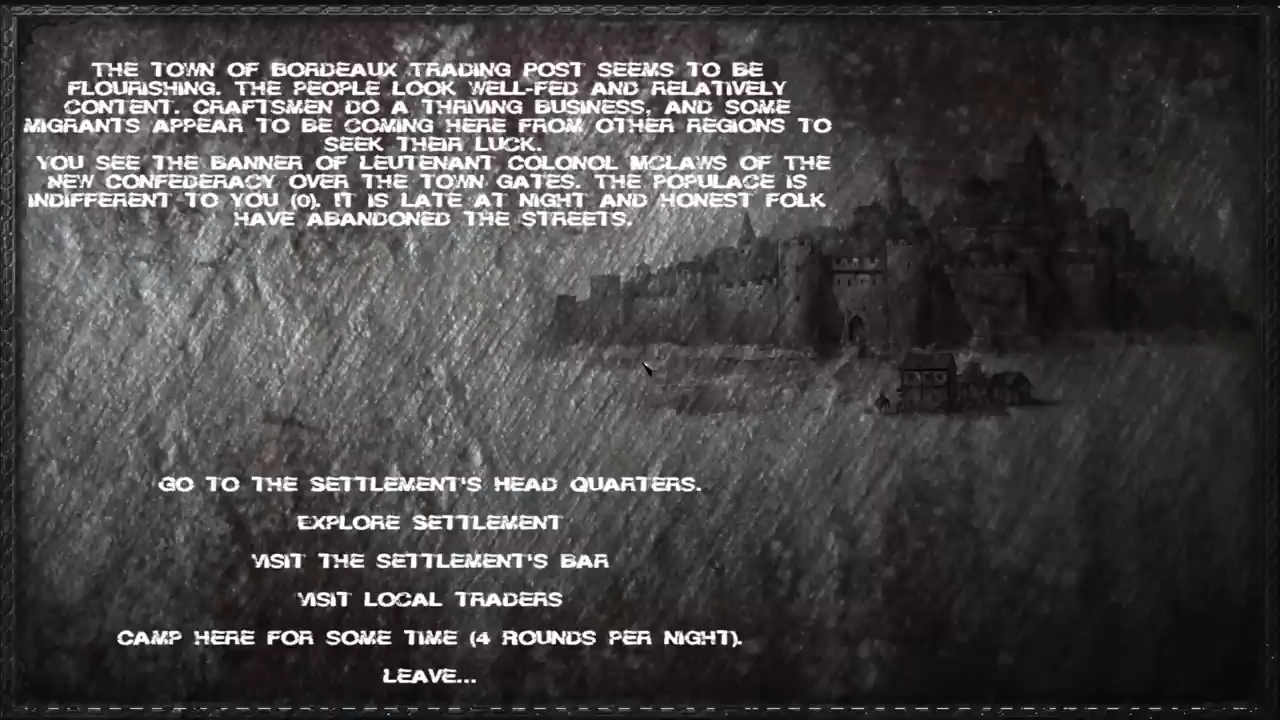 THE TOWN OF BORDEAUX TRADING POST SEEMS TO BE
FLOURISHING. THE PEOPLE LOOK WELL-FED AND RELATIVELY
CONTENT. CRAFTSMEN DO A THRIVING BUSINESS, AND SOME
MIGRANTS APPEAR TO BE COMING HERE FROM OTHER REGIONS TO
SEEK THEIR LUCK.
YOU SEE THE BANNER OF LEUTENANT COLONOL MCLAWS OF THE
NEW CONFEDERACY OVER THE TOWN GATES. THE POPULACE IS
INDIFFERENT TO YOU (0). IT IS LATE AT NIGHT AND HONEST FOLK
HAVE ABANDONED THE STREETS.
GO TO THE SETTLEMENT'S HEAD QUARTERS.
EXPLORE SETTLEMENT
VISIT THE SETTLEMENT'S BAR
VISIT LOCAL TRADERS
CAMP HERE FOR SOME TIME (4 ROUNDS PER NIGHT).
LEAVE...